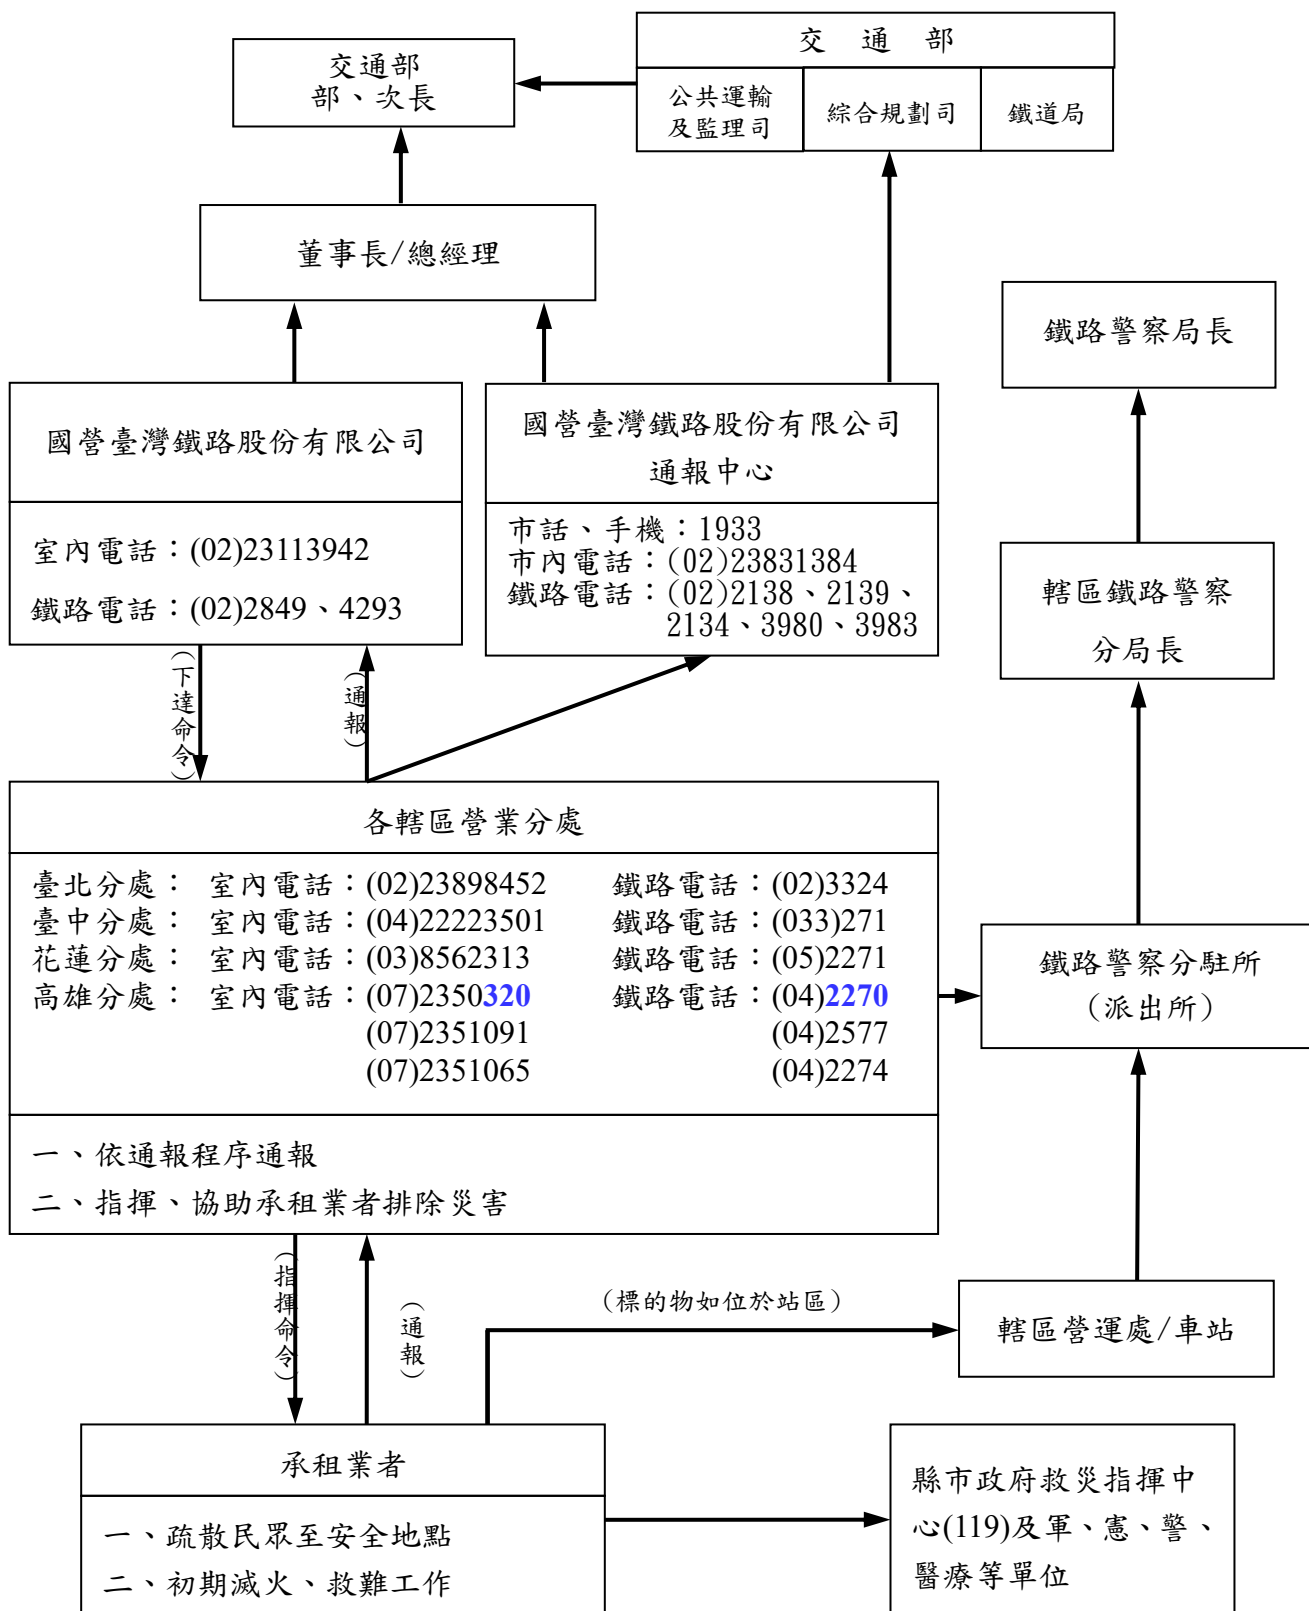 交通部
部、次長
交 通 部
公共運輸
及監理司
綜合規劃司
鐵道局
董事長/總經理
鐵路警察局長
國營臺灣鐵路股份有限公司
室內電話：(02)23113942
鐵路電話：(02)2849、4293
國營臺灣鐵路股份有限公司
通報中心
市話、手機：1933
市內電話：(02)23831384
鐵路電話：(02)2138、2139、
2134、3980、3983
轄區鐵路警察
分局長
(下達命令)
(通報)
各轄區營業分處
臺北分處： 室內電話：(02)23898452 鐵路電話：(02)3324
臺中分處： 室內電話：(04)22223501 鐵路電話：(033)271
花蓮分處： 室內電話：(03)8562313 鐵路電話：(05)2271
高雄分處： 室內電話：(07)2350320 鐵路電話：(04)2270
(07)2351091 (04)2577
(07)2351065 (04)2274
一、依通報程序通報
二、指揮、協助承租業者排除災害
鐵路警察分駐所
（派出所）
(指揮命令)
(通報)
（標的物如位於站區）
轄區營運處/車站
承租業者
一、疏散民眾至安全地點
二、初期滅火、救難工作
縣市政府救災指揮中
心(119)及軍、憲、警、
醫療等單位